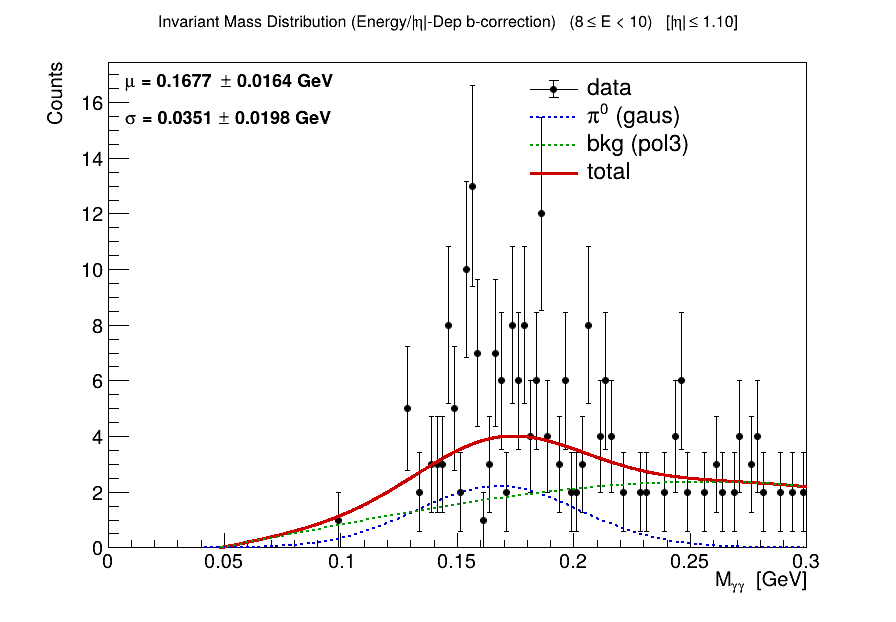 Invariant Mass Distribution (Energy/|η|-Dep b-correction) (8 ≤ E < 10) [|η| ≤ 1.10]
μ = 0.1677 ± 0.0164 GeV
σ = 0.0351 ± 0.0198 GeV
data
π⁰ (gaus)
bkg (pol3)
total
Counts
16
14
12
10
8
6
4
2
0
0 0.05 0.1 0.15 0.2 0.25 0.3
Mγγ [GeV]